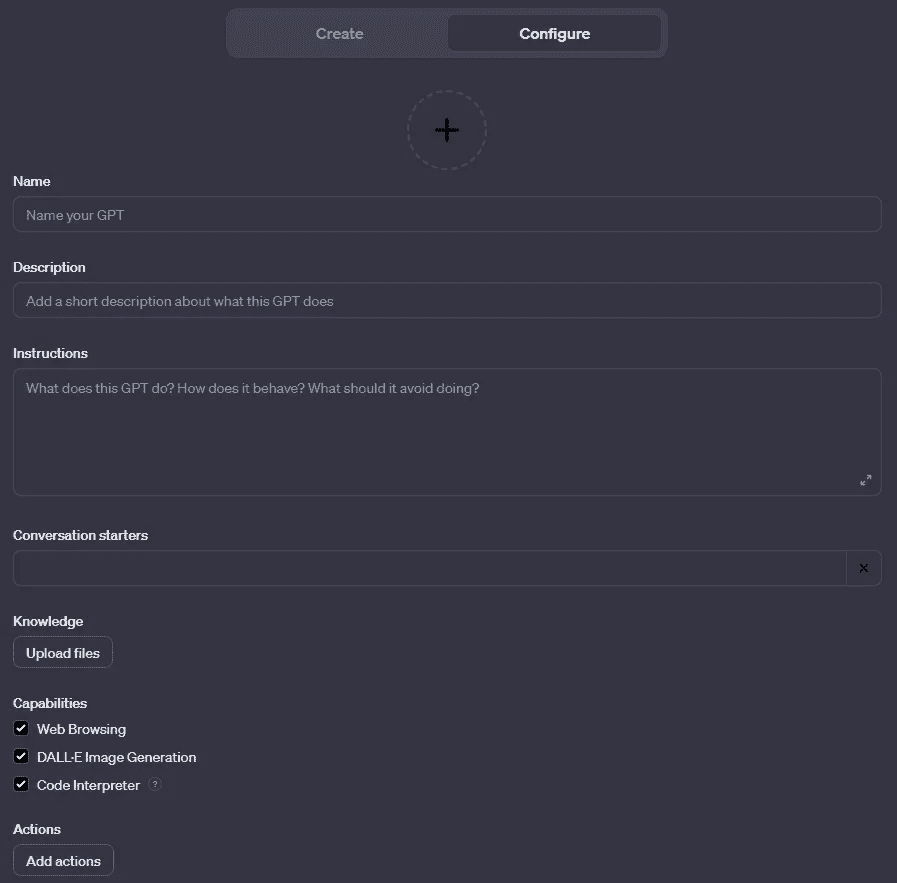 Create Configure
Name
Name your GPT
Description
Add a short description about what this GPT does
Instructions
What does this GPT do? How does it behave? What should it avoid doing?
Conversation starters
Knowledge
Upload files
Capabilities
Web Browsing
DALL·E Image Generation
Code Interpreter ?
Actions
Add actions